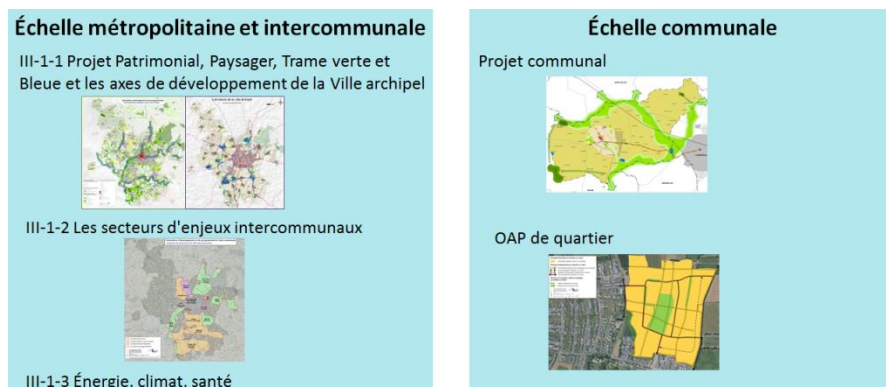 Échelle métropolitaine et intercommunale
III-1-1 Projet Patrimonial, Paysager, Trame verte et
Bleue et les axes de développement de la Ville archipel
III-1-2 Les secteurs d'enjeux intercommunaux
III-1-3 Énergie, climat, santé
Échelle communale
Projet communal
OAP de quartier